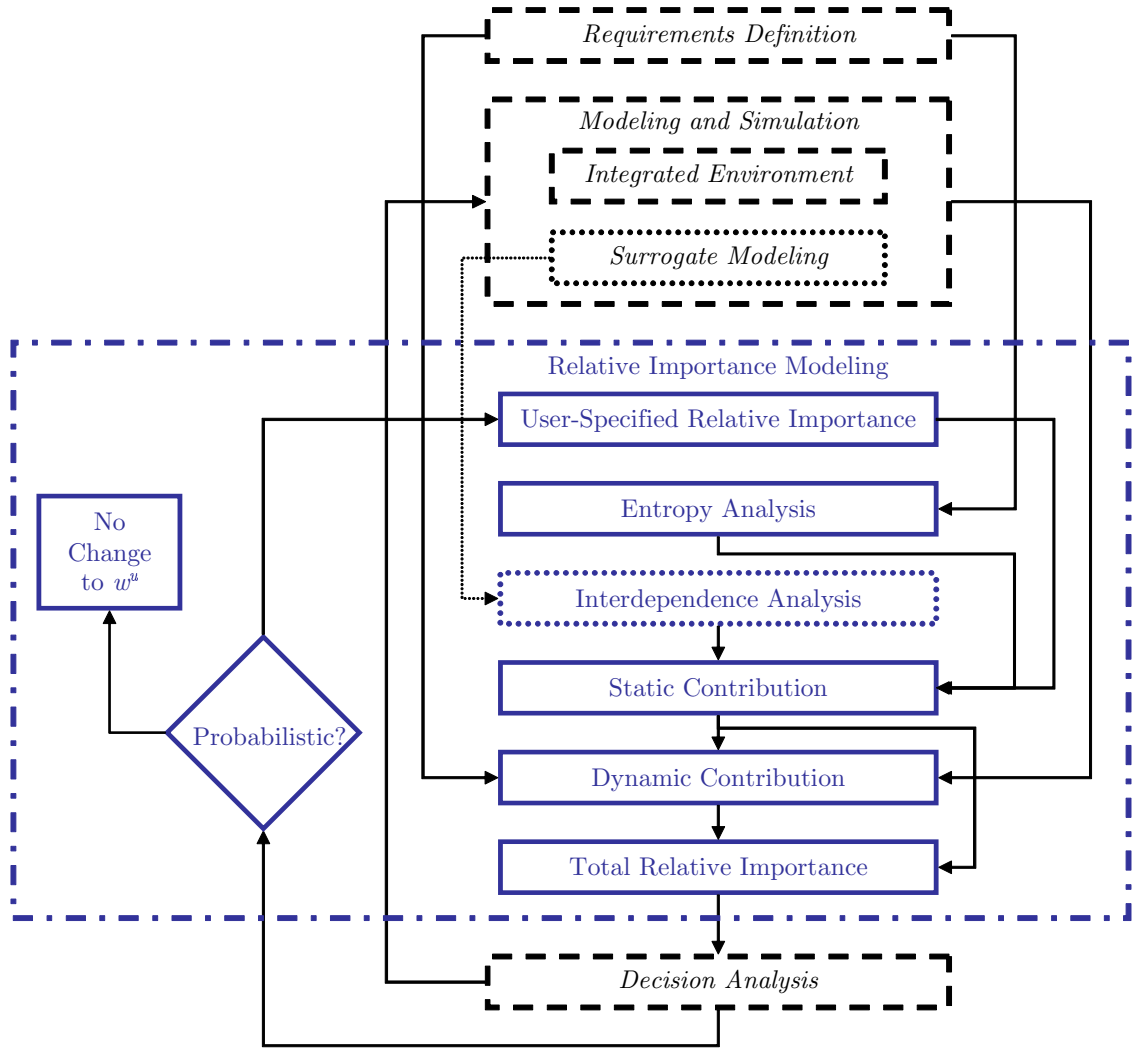 Requirements Definition
Modeling and Simulation
Integrated Environment
Surrogate Modeling
Relative Importance Modeling
User-Specified Relative Importance
Entropy Analysis
No
Change
to wᵘ
Interdependence Analysis
Static Contribution
Probabilistic?
Dynamic Contribution
Total Relative Importance
Decision Analysis